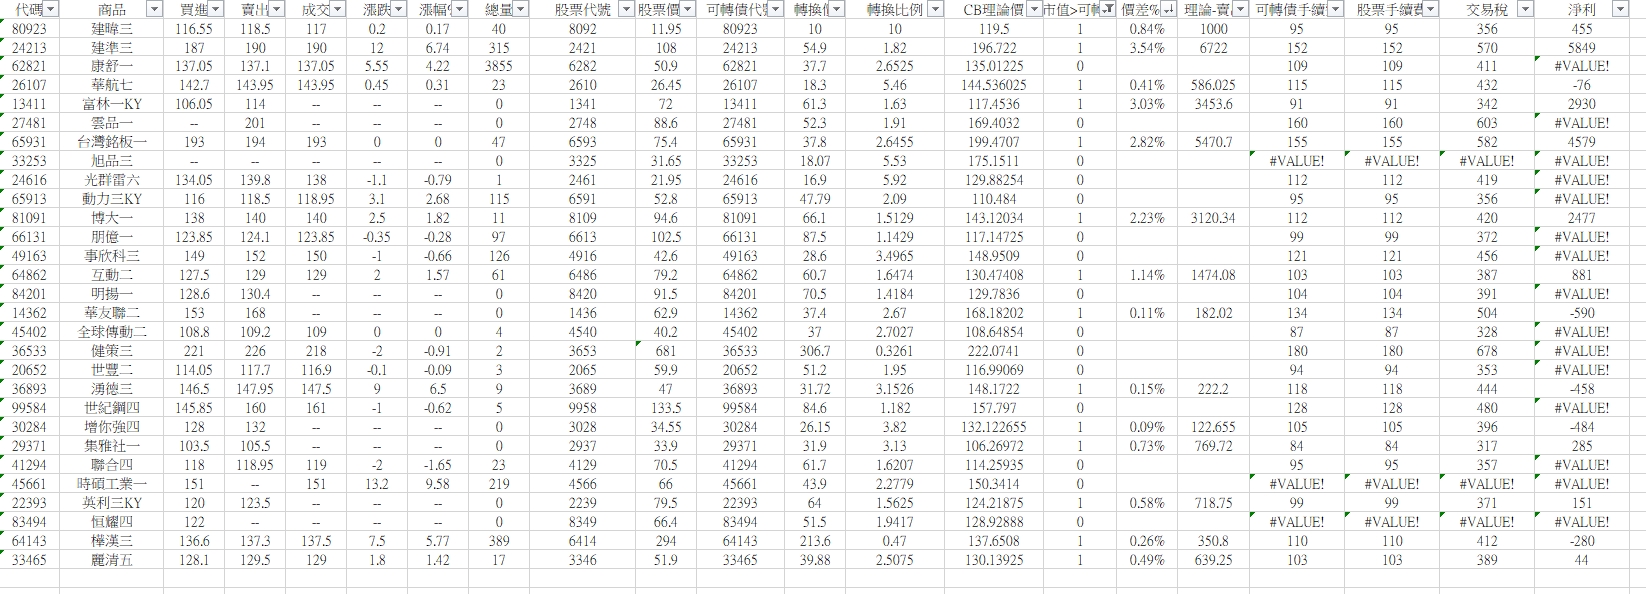 代碼 商品 買進 賣出 成交 漲跌 漲幅% 總量 股票代號 股票價 可轉債代 轉換價 轉換比例 CB理論價 市值>可轉 價差% 理論-賣 可轉債手續 股票手續費 交易稅 淨利
80923 建暐三 116.55 118.5 117 0.2 0.17 40 8092 11.95 80923 10 10 119.5 1 0.84% 1000 95 95 356 455
24213 建準三 187 190 190 12 6.74 315 2421 108 24213 54.9 1.82 196.722 1 3.54% 6722 152 152 570 5849
62821 康舒一 137.05 137.1 137.05 5.55 4.22 3855 6282 50.9 62821 37.7 2.6525 135.01225 0 109 109 411 #VALUE!
26107 華航七 142.7 143.95 143.95 0.45 0.31 23 2610 26.45 26107 18.3 5.46 144.536025 1 0.41% 586.025 115 115 432 -76
13411 富林一KY 106.05 114 -- -- -- 0 1341 72 13411 61.3 1.63 117.4536 1 3.03% 3453.6 91 91 342 2930
27481 雲品一 -- 201 -- -- -- 0 2748 88.6 27481 52.3 1.91 169.4032 0 160 160 603 #VALUE!
65931 台灣銘板一 193 194 193 0 0 47 6593 75.4 65931 37.8 2.6455 199.4707 1 2.82% 5470.7 155 155 582 4579
33253 旭品三 -- -- -- -- -- 0 3325 31.65 33253 18.07 5.53 175.1511 0 #VALUE! #VALUE! #VALUE! #VALUE!
24616 光群雷六 134.05 139.8 138 -1.1 -0.79 1 2461 21.95 24616 16.9 5.92 129.88254 0 112 112 419 #VALUE!
65913 動力三KY 116 118.5 118.95 3.1 2.68 115 6591 52.8 65913 47.79 2.09 110.484 0 95 95 356 #VALUE!
81091 博大一 138 140 140 2.5 1.82 11 8109 94.6 81091 66.1 1.5129 143.12034 1 2.23% 3120.34 112 112 420 2477
66131 朋億一 123.85 124.1 123.85 -0.35 -0.28 97 6613 102.5 66131 87.5 1.1429 117.14725 0 99 99 372 #VALUE!
49163 事欣科三 149 152 150 -1 -0.66 126 4916 42.6 49163 28.6 3.4965 148.9509 0 121 121 456 #VALUE!
64862 互動二 127.5 129 129 2 1.57 61 6486 79.2 64862 60.7 1.6474 130.47408 1 1.14% 1474.08 103 103 387 881
84201 明揚一 128.6 130.4 -- -- -- 0 8420 91.5 84201 70.5 1.4184 129.7836 0 104 104 391 #VALUE!
14362 華友聯二 153 168 -- -- -- 0 1436 62.9 14362 37.4 2.67 168.18202 1 0.11% 182.02 134 134 504 -590
45402 全球傳動二 108.8 109.2 109 0 0 4 4540 40.2 45402 37 2.7027 108.64854 0 87 87 328 #VALUE!
36533 健策三 221 226 218 -2 -0.91 2 3653 681 36533 306.7 0.3261 222.0741 0 180 180 678 #VALUE!
20652 世豐二 114.05 117.7 116.9 -0.1 -0.09 3 2065 59.9 20652 51.2 1.95 116.99069 0 94 94 353 #VALUE!
36893 湧德三 146.5 147.95 147.5 9 6.5 9 3689 47 36893 31.72 3.1526 148.1722 1 0.15% 222.2 118 118 444 -458
99584 世紀鋼四 145.85 160 161 -1 -0.62 5 9958 133.5 99584 84.6 1.182 157.797 0 128 128 480 #VALUE!
30284 增你強四 128 132 -- -- -- 0 3028 34.55 30284 26.15 3.82 132.122655 1 0.09% 122.655 105 105 396 -484
29371 集雅社一 103.5 105.5 -- -- -- 0 2937 33.9 29371 31.9 3.13 106.26972 1 0.73% 769.72 84 84 317 285
41294 聯合四 118 118.95 119 -2 -1.65 23 4129 70.5 41294 61.7 1.6207 114.25935 0 95 95 357 #VALUE!
45661 時碩工業一 151 -- 151 13.2 9.58 219 4566 66 45661 43.9 2.2779 150.3414 0 #VALUE! #VALUE! #VALUE! #VALUE!
22393 英利三KY 120 123.5 -- -- -- 0 2239 79.5 22393 64 1.5625 124.21875 1 0.58% 718.75 99 99 371 151
83494 恒耀四 122 -- -- -- -- 0 8349 66.4 83494 51.5 1.9417 128.92888 0 #VALUE! #VALUE! #VALUE! #VALUE!
64143 樺漢三 136.6 137.3 137.5 7.5 5.77 389 6414 294 64143 213.6 0.47 137.6508 1 0.26% 350.8 110 110 412 -280
33465 麗清五 128.1 129.5 129 1.8 1.42 17 3346 51.9 33465 39.88 2.5075 130.13925 1 0.49% 639.25 103 103 389 44